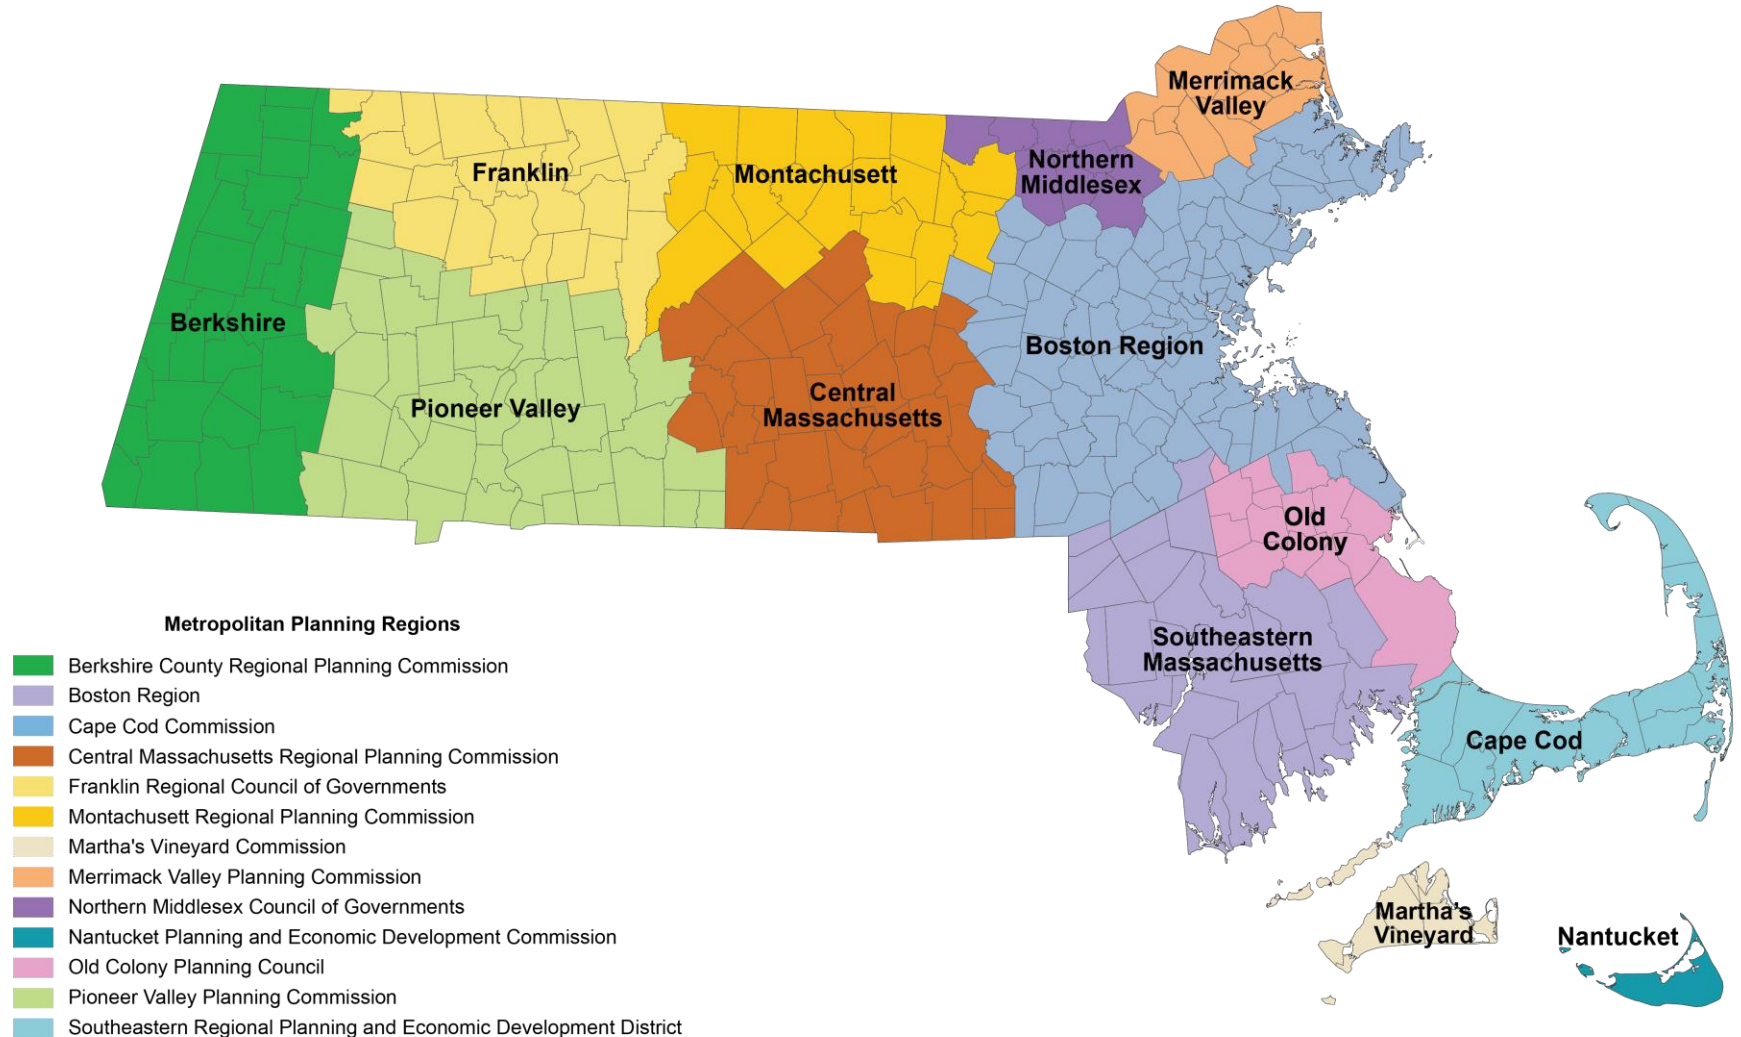 Merrimack
Valley
Northern
Middlesex
Franklin
Montachusett
Berkshire
Boston Region
Pioneer Valley
Central
Massachusetts
Old
Colony
Southeastern
Massachusetts
Cape Cod
Martha's
Vineyard
Nantucket
Metropolitan Planning Regions
Berkshire County Regional Planning Commission
Boston Region
Cape Cod Commission
Central Massachusetts Regional Planning Commission
Franklin Regional Council of Governments
Montachusett Regional Planning Commission
Martha's Vineyard Commission
Merrimack Valley Planning Commission
Northern Middlesex Council of Governments
Nantucket Planning and Economic Development Commission
Old Colony Planning Council
Pioneer Valley Planning Commission
Southeastern Regional Planning and Economic Development District